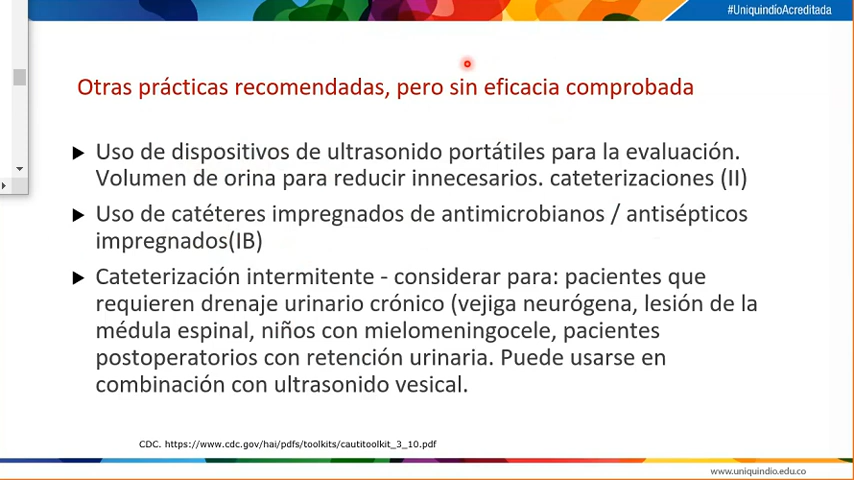 #UniquindíoAcreditada
Otras prácticas recomendadas, pero sin eficacia comprobada
Uso de dispositivos de ultrasonido portátiles para la evaluación.
Volumen de orina para reducir innecesarios. cateterizaciones (II)
Uso de catéteres impregnados de antimicrobianos / antisépticos
impregnados(IB)
Cateterización intermitente - considerar para: pacientes que
requieren drenaje urinario crónico (vejiga neurógena, lesión de la
médula espinal, niños con mielomeningocele, pacientes
postoperatorios con retención urinaria. Puede usarse en
combinación con ultrasonido vesical.
CDC. https://www.cdc.gov/hai/pdfs/toolkits/cautitoolkit_3_10.pdf
www.uniquindio.edu.co